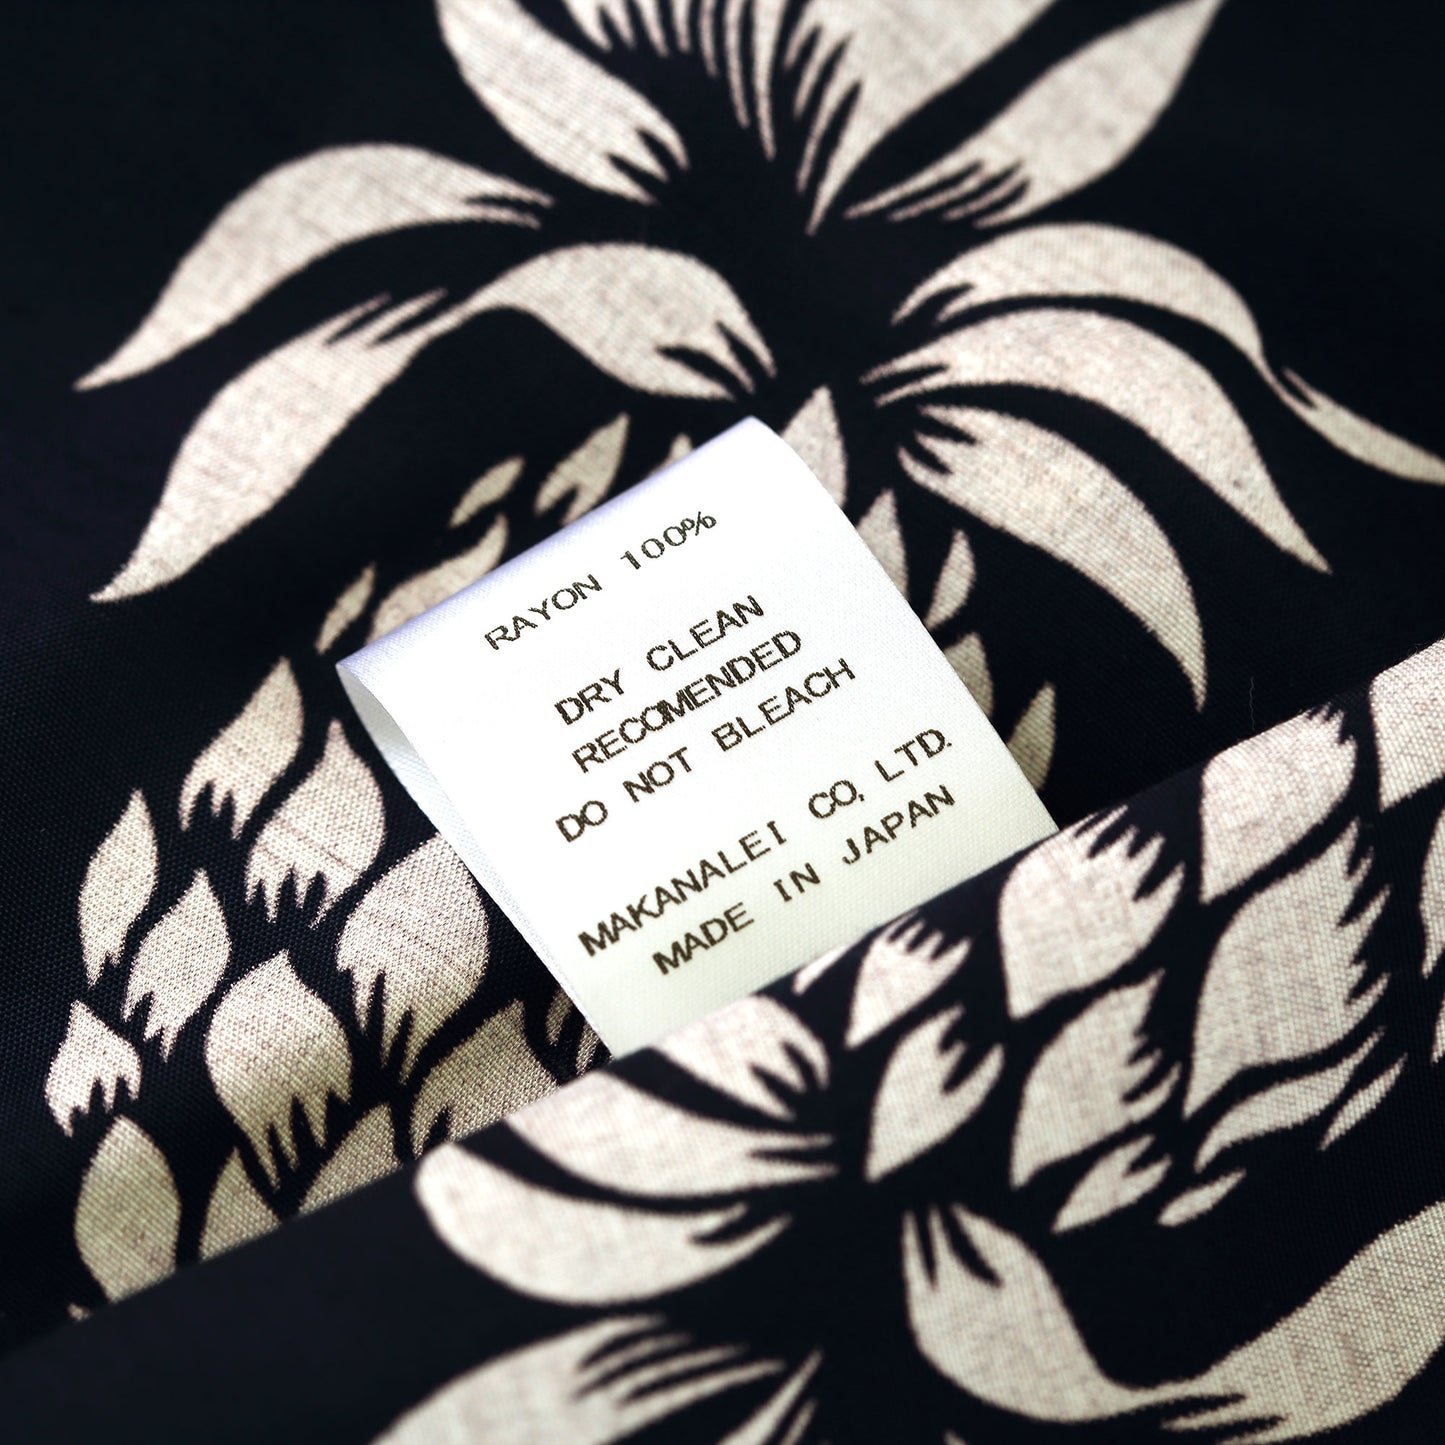 RAYON 100%
DRY CLEAN
RECOMENDED
DO NOT BLEACH
MAKANALEI CO, LTD.
MADE IN JAPAN